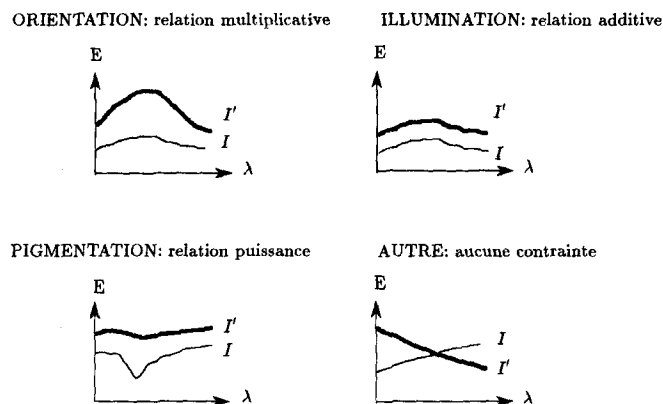 ORIENTATION: relation multiplicative
ILLUMINATION: relation additive
E
I'
I
λ
E
I'
I
λ
PIGMENTATION: relation puissance
AUTRE: aucune contrainte
E
I'
I
λ
E
I
I'
λ